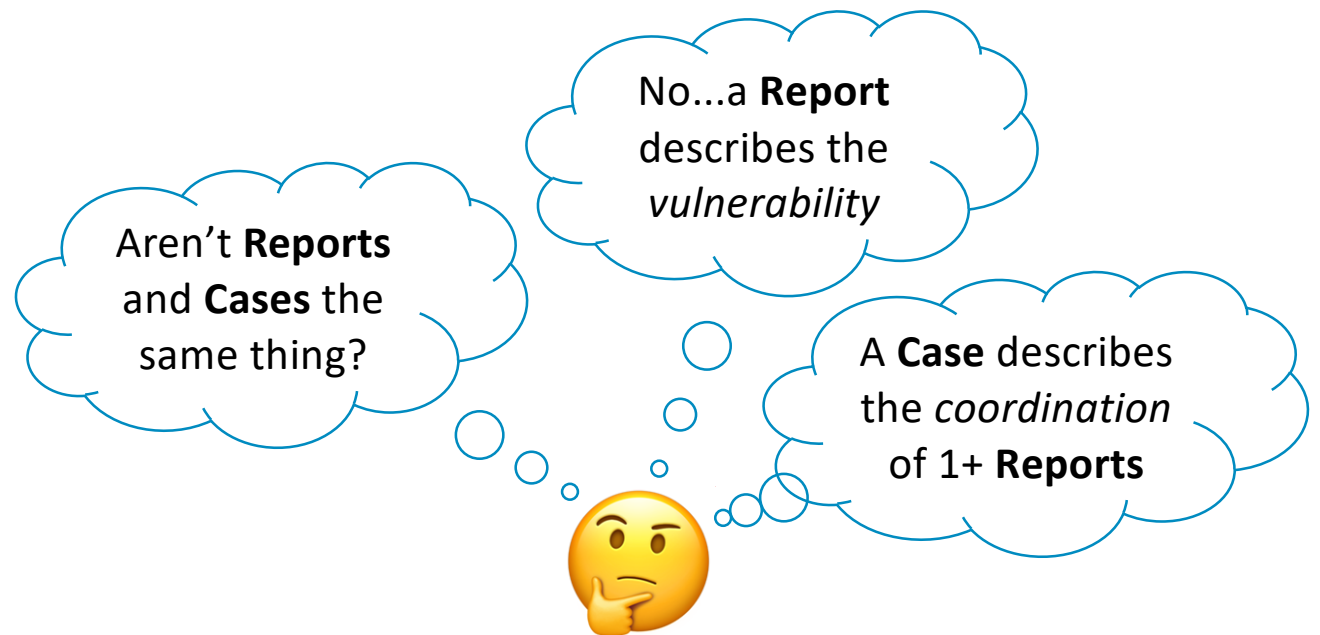 Aren’t Reports
and Cases the
same thing?
No...a Report
describes the
vulnerability
A Case describes
the coordination
of 1+ Reports